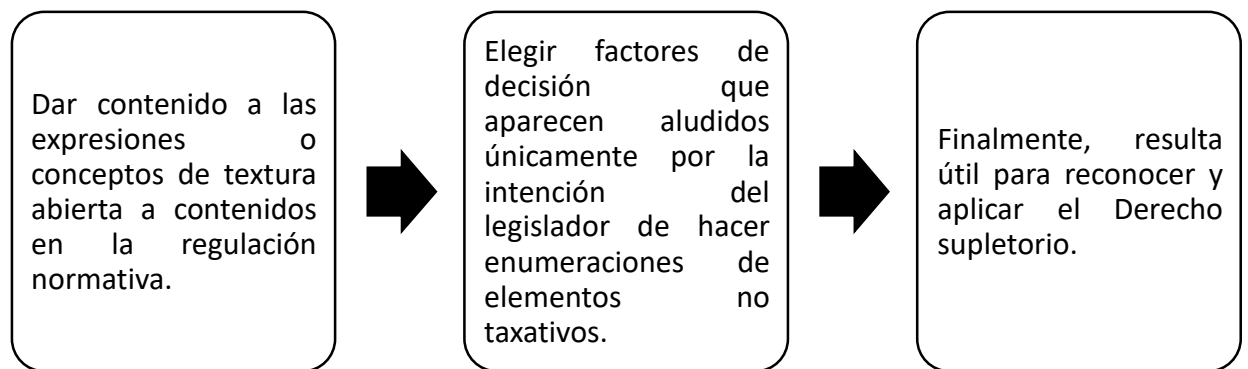 Dar contenido a las
expresiones o
conceptos de textura
abierta a contenidos
en la regulación
normativa.
Elegir factores de
decisión que
aparecen aludidos
únicamente por la
intención del
legislador de hacer
enumeraciones de
elementos no
taxativos.
Finalmente, resulta
útil para reconocer y
aplicar el Derecho
supletorio.